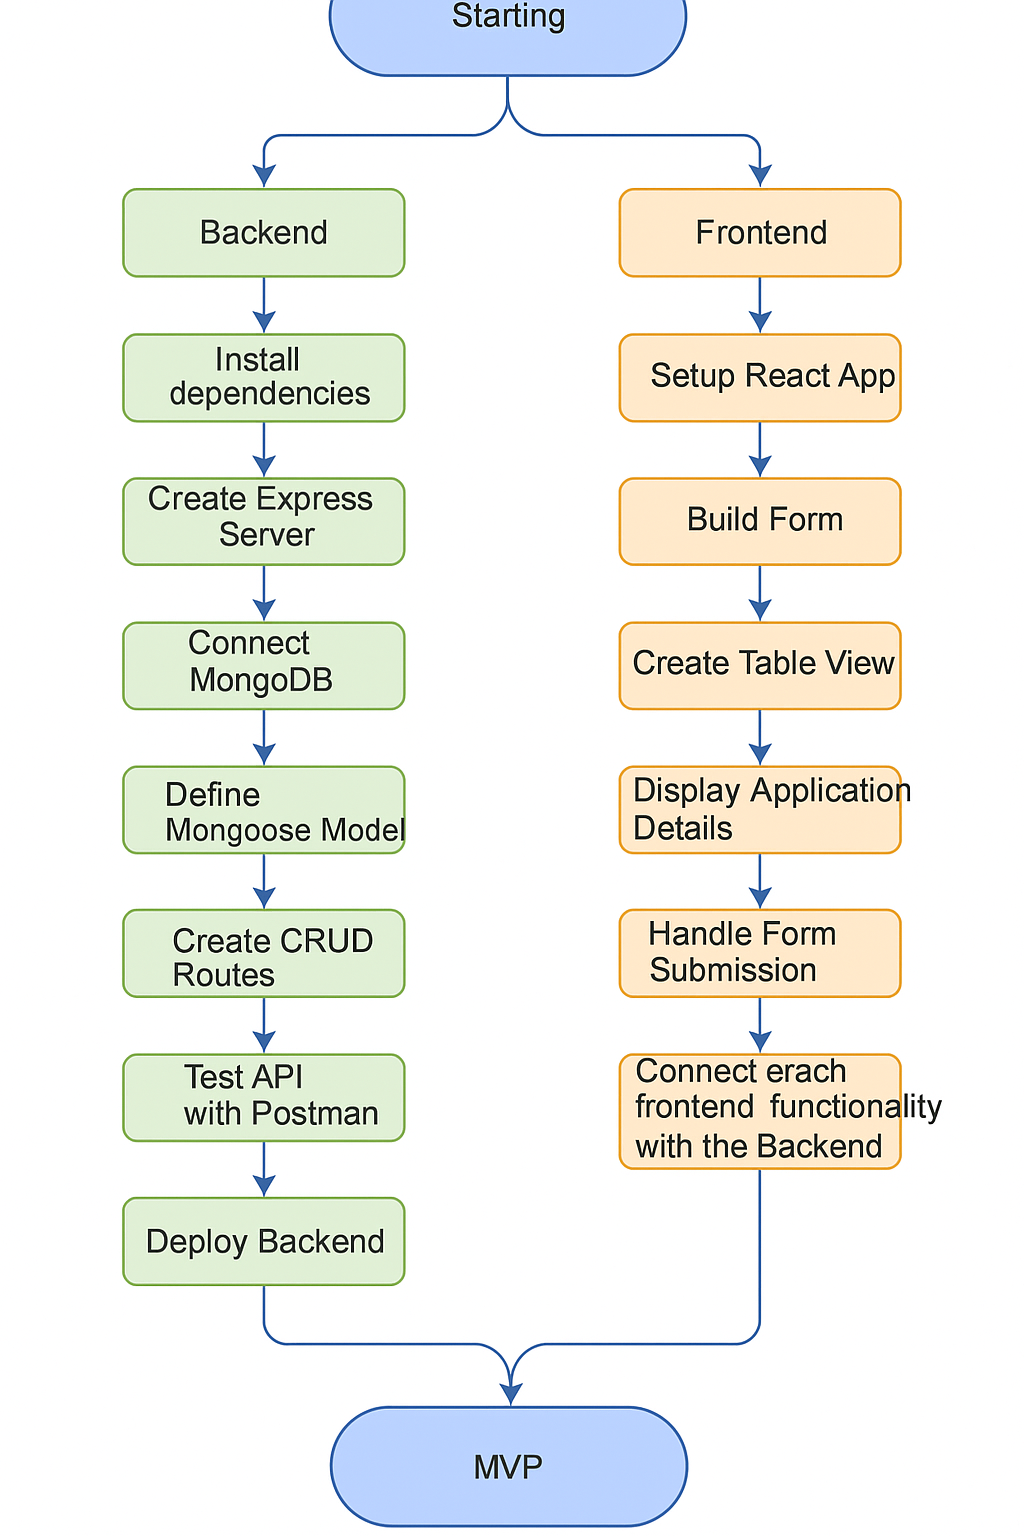 Starting
Backend
Install
dependencies
Create Express
Server
Connect
MongoDB
Define
Mongoose Model
Create CRUD
Routes
Test API
with Postman
Deploy Backend
Frontend
Setup React App
Build Form
Create Table View
Display Application
Details
Handle Form
Submission
Connect erach
frontend functionality
with the Backend
MVP